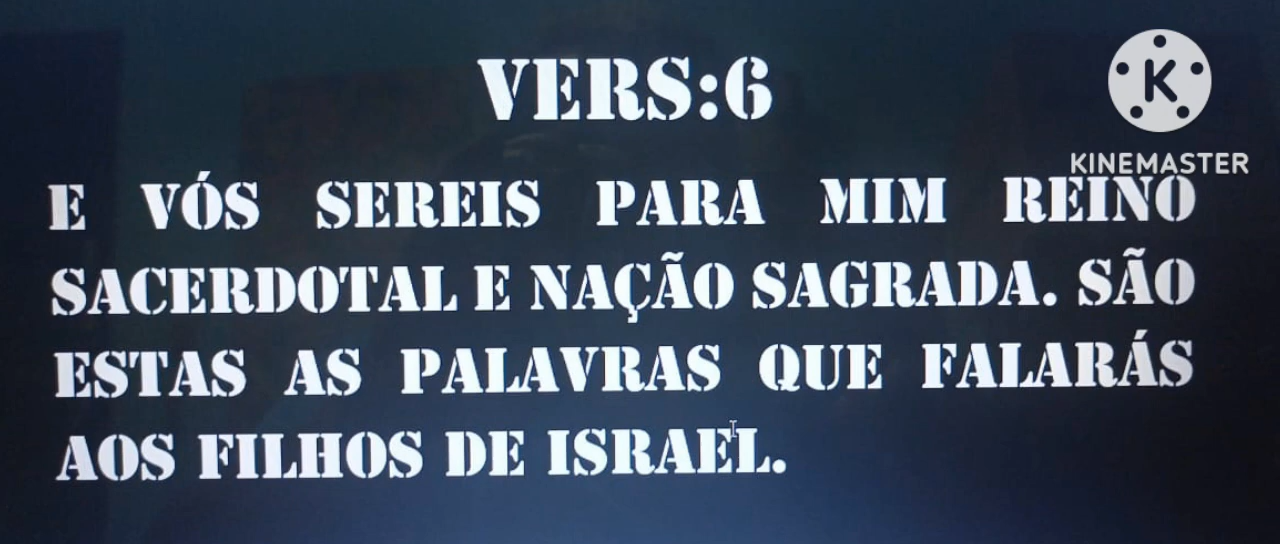 VERS:6
KINEMASTER
E VÓS SEREIS PARA MIM REINO
SACERDOTAL E NAÇÃO SAGRADA. SÃO
ESTAS AS PALAVRAS QUE FALARÁS
AOS FILHOS DE ISRAEL.